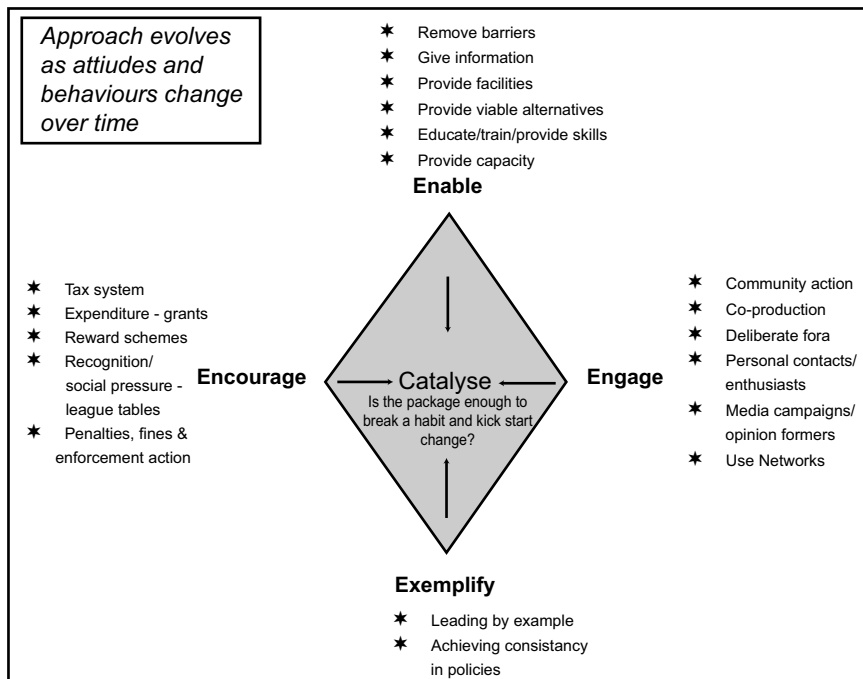 Approach evolves
as attiudes and
behaviours change
over time
✶ Remove barriers
✶ Give information
✶ Provide facilities
✶ Provide viable alternatives
✶ Educate/train/provide skills
✶ Provide capacity
Enable
✶ Tax system
✶ Expenditure - grants
✶ Reward schemes
✶ Recognition/
social pressure -
league tables
✶ Penalties, fines &
enforcement action
Encourage
Catalyse
Is the package enough to
break a habit and kick start
change?
Engage
✶ Community action
✶ Co-production
✶ Deliberate fora
✶ Personal contacts/
enthusiasts
✶ Media campaigns/
opinion formers
✶ Use Networks
Exemplify
✶ Leading by example
✶ Achieving consistancy
in policies